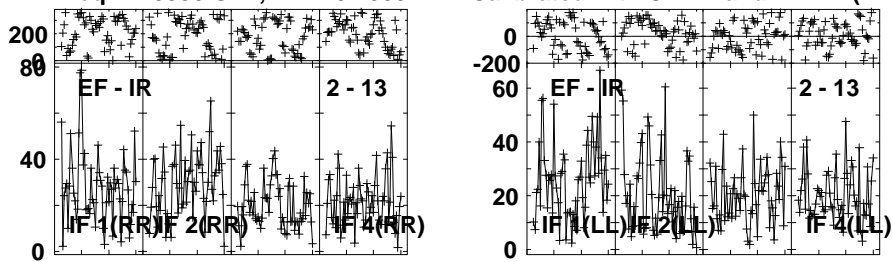 200
0
80
EF - IR
2 - 13
40
IF 1(RR)
IF 2(RR)
IF 4(RR)
0
0
-200
60
EF - IR
2 - 13
40
20
IF 1(LL)
IF 2(LL)
IF 4(LL)
0